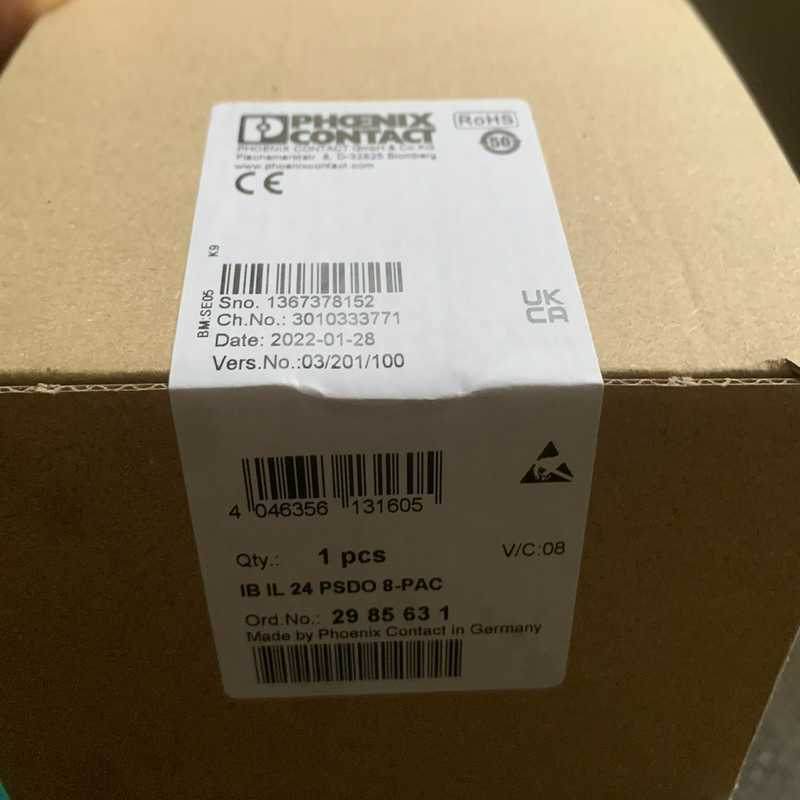 PHŒNIX
CONTACT
RoHS
50
PHOENIX CONTACT GmbH & Co.KG
Flachsmarktstr. 8, D-32825 Blomberg
www.phoenixcontact.com
CE
K9
BM:SE05
Sno. 1367378152
Ch.No.: 3010333771
Date: 2022-01-28
Vers.No.:03/201/100
UK
CA
4 046356 131605
Qty.: 1 pcs
V/C:08
IB IL 24 PSDO 8-PAC
Ord.No.: 29 85 63 1
Made by Phoenix Contact in Germany